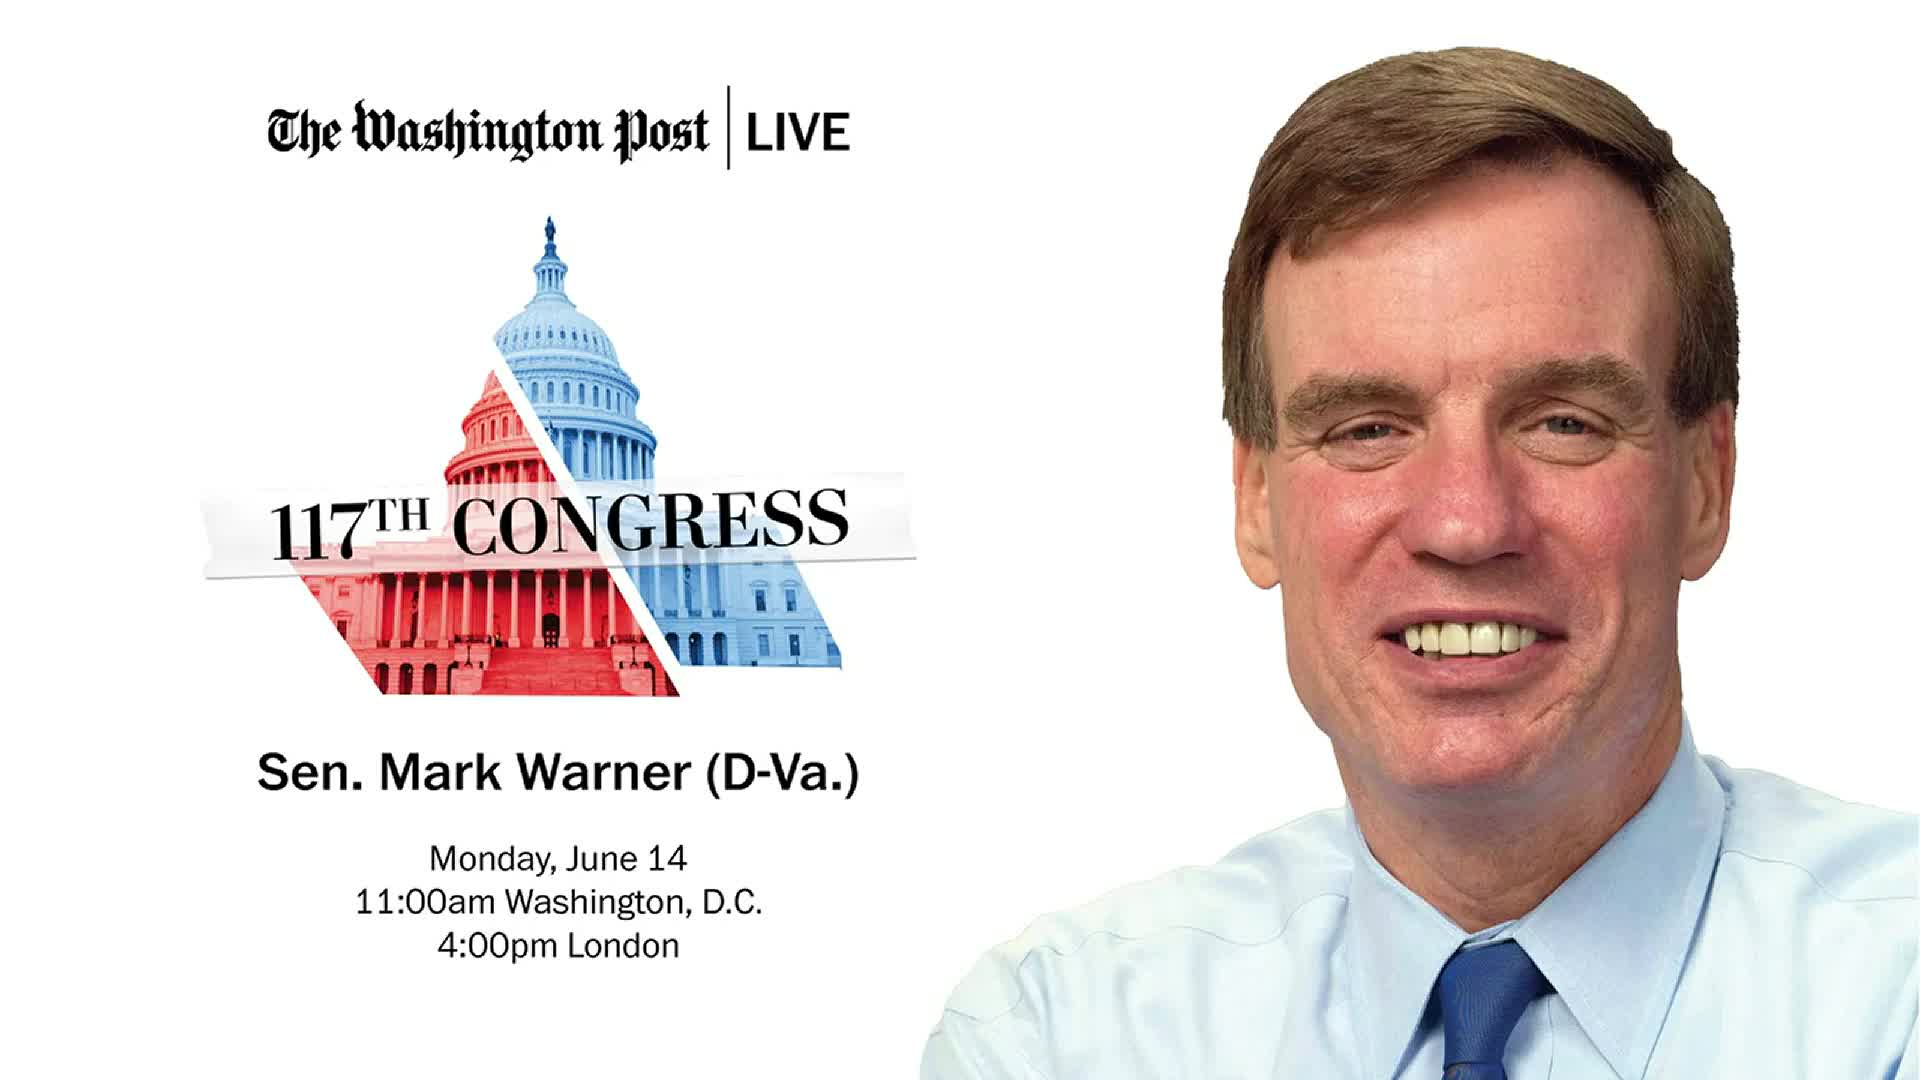 The Washington Post | LIVE
117TH CONGRESS
Sen. Mark Warner (D-Va.)
Monday, June 14
11:00am Washington, D.C.
4:00pm London